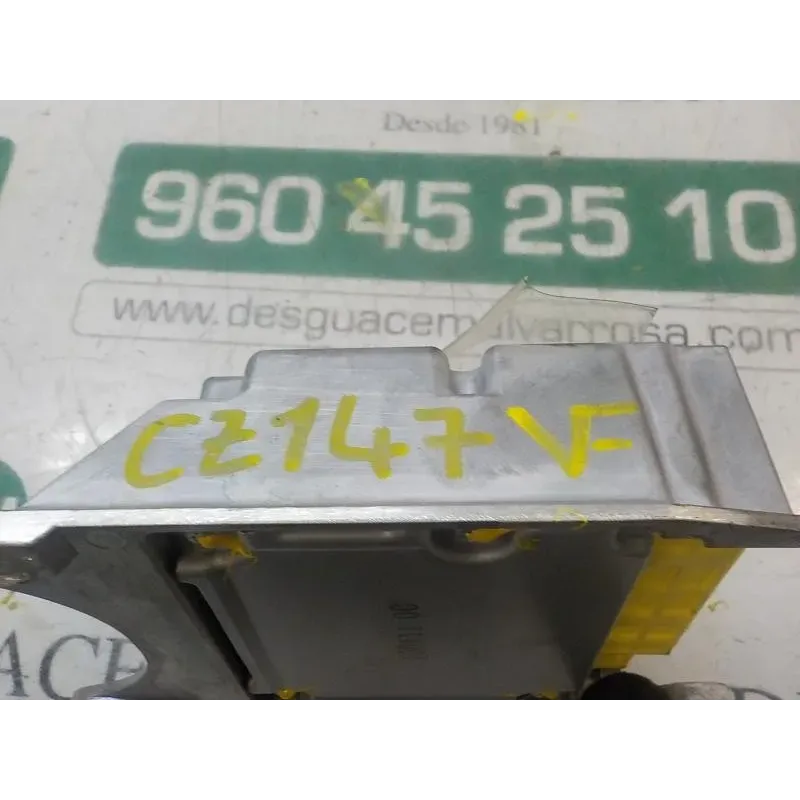 Desde 1981
960 45 25 10
www.desguacemalvarrosa.com
CZ147 VF